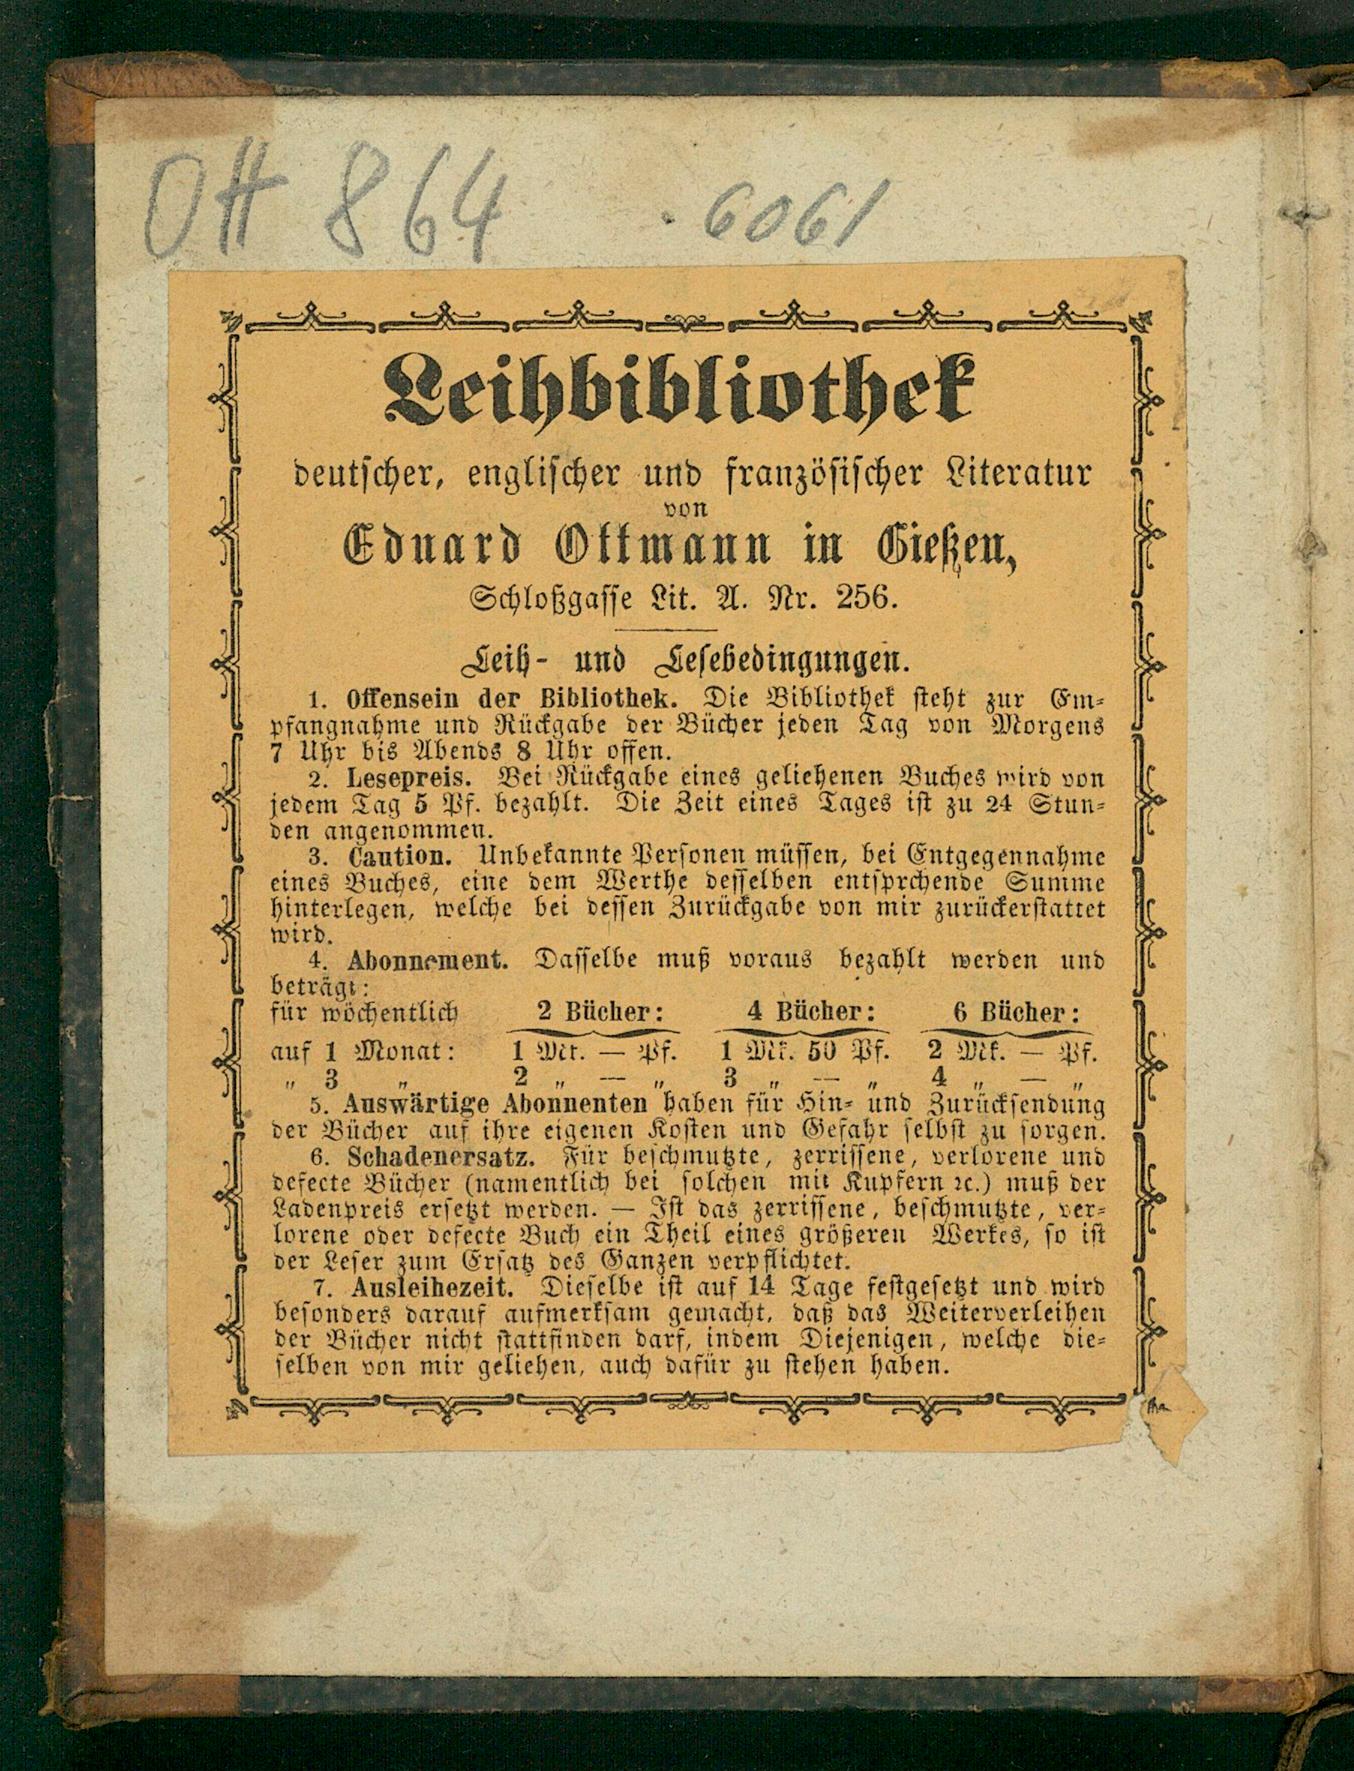 OH 864 . 6061
Leihbibliothek
deutscher, englischer und französischer Literatur
von
Eduard Ottmann in Gießen,
Schloßgasse Lit. A. Nr. 256.
Leih- und Lesebedingungen.
1. Offensein der Bibliothek. Die Bibliothek steht zur Em-
pfangnahme und Rückgabe der Bücher jeden Tag von Morgens
7 Uhr bis Abends 8 Uhr offen.
2. Lesepreis. Bei Rückgabe eines geliehenen Buches wird von
jedem Tag 5 Pf. bezahlt. Die Zeit eines Tages ist zu 24 Stun-
den angenommen.
3. Caution. Unbekannte Personen müssen, bei Entgegennahme
eines Buches, eine dem Werthe desselben entsprchende Summe
hinterlegen, welche bei dessen Zurückgabe von mir zurückerstattet
wird.
4. Abonnement. Dasselbe muß voraus bezahlt werden und
beträgt:
für wöchentlich 2 Bücher: 4 Bücher: 6 Bücher:
auf 1 Monat: 1 Mk. — Pf. 1 Mk. 50 Pf. 2 Mk. — Pf.
„ 3 „ 2 „ — „ 3 „ — „ 4 „ — „
5. Auswärtige Abonnenten haben für Hin- und Zurücksendung
der Bücher auf ihre eigenen Kosten und Gefahr selbst zu sorgen.
6. Schadenersatz. Für beschmutzte, zerrissene, verlorene und
defecte Bücher (namentlich bei solchen mit Kupfern ꝛc.) muß der
Ladenpreis ersetzt werden. — Ist das zerrissene, beschmutzte, ver-
lorene oder defecte Buch ein Theil eines größeren Werkes, so ist
der Leser zum Ersatz des Ganzen verpflichtet.
7. Ausleihezeit. Dieselbe ist auf 14 Tage festgesetzt und wird
besonders darauf aufmerksam gemacht, daß das Weiterverleihen
der Bücher nicht stattfinden darf, indem Diejenigen, welche die-
selben von mir geliehen, auch dafür zu stehen haben.